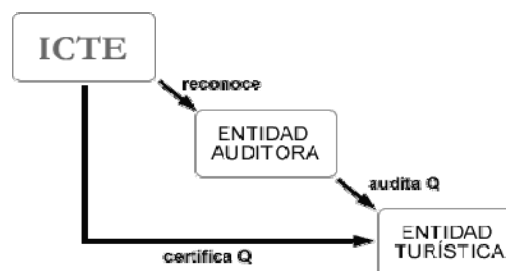 ICTE
reconoce
ENTIDAD
AUDITORA
audita Q
ENTIDAD
TURÍSTICA
certifica Q